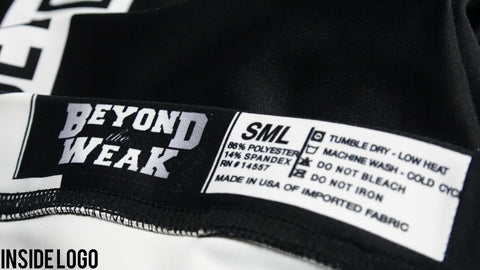 BEYOND
the
WEAK
SML
86% POLYESTER
14% SPANDEX
RN # 14557
MADE IN USA OF IMPORTED FABRIC
TUMBLE DRY - LOW HEAT
MACHINE WASH - COLD CYC
DO NOT BLEACH
DO NOT IRON
INSIDE LOGO